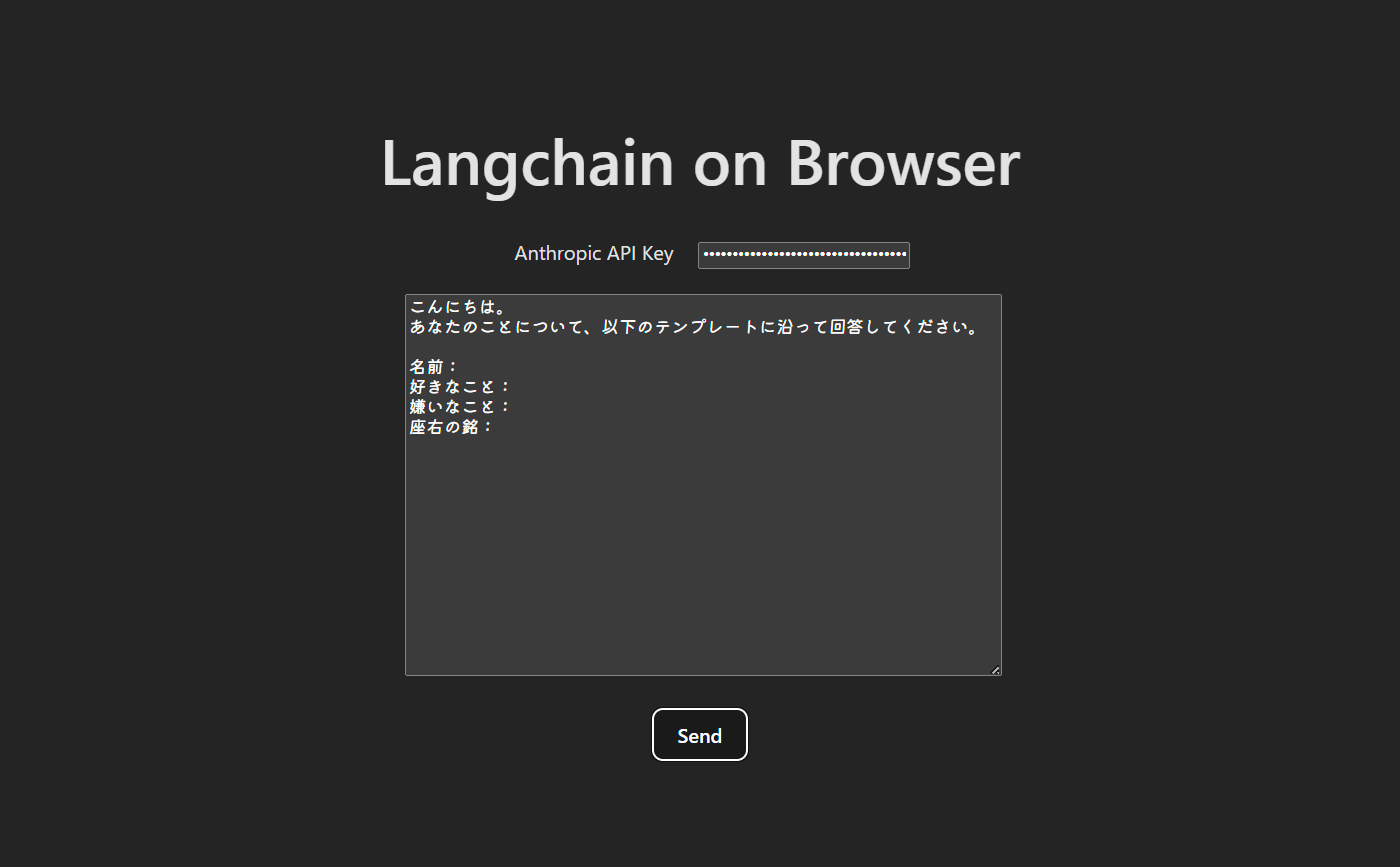 Langchain on Browser
Anthropic API Key
こんにちは。
あなたのことについて、以下のテンプレートに沿って回答してください。
名前：
好きなこと：
嫌いなこと：
座右の銘：
Send